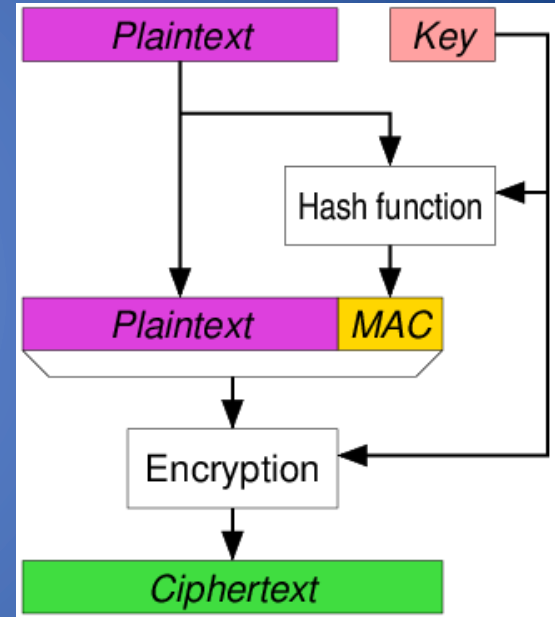 Plaintext
Key
Hash function
Plaintext
MAC
Encryption
Ciphertext